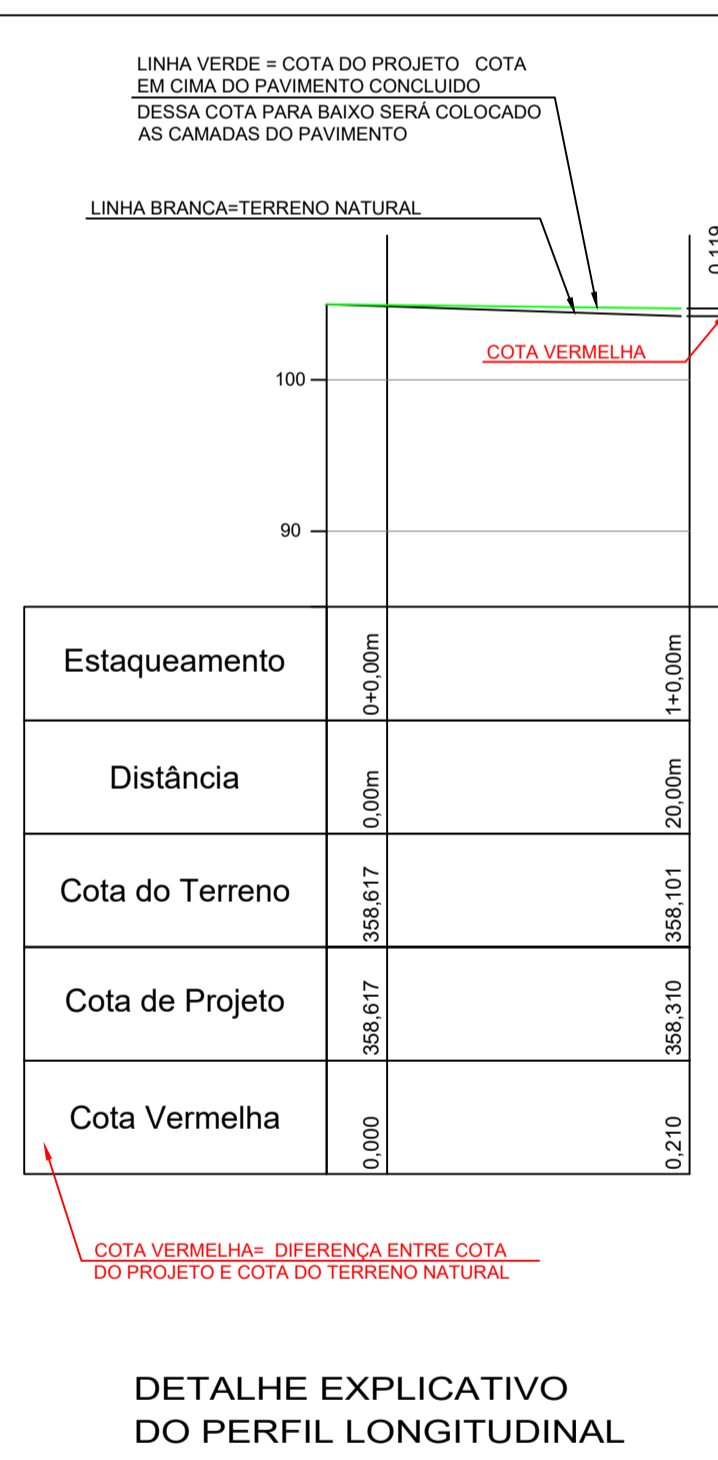 LINHA VERDE = COTA DO PROJETO COTA
EM CIMA DO PAVIMENTO CONCLUIDO
DESSA COTA PARA BAIXO SERÁ COLOCADO
AS CAMADAS DO PAVIMENTO
LINHA BRANCA=TERRENO NATURAL
0,119
COTA VERMELHA
100
90
Estaqueamento 0+0,00m 1+0,00m
Distância 0,00m 20,00m
Cota do Terreno 358,617 358,101
Cota de Projeto 358,617 358,310
Cota Vermelha 0,000 0,210
COTA VERMELHA= DIFERENÇA ENTRE COTA
DO PROJETO E COTA DO TERRENO NATURAL
DETALHE EXPLICATIVO
DO PERFIL LONGITUDINAL